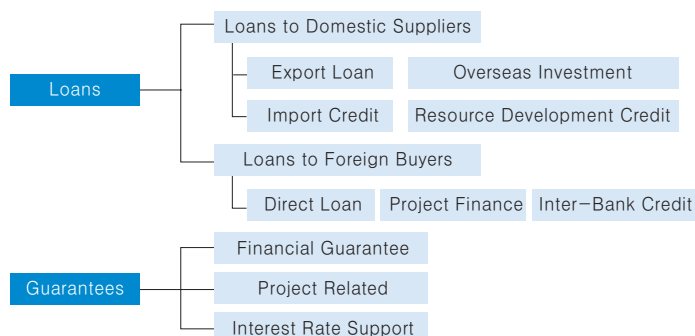 Loans to Domestic Suppliers
Export Loan Overseas Investment
Loans
Import Credit Resource Development Credit
Loans to Foreign Buyers
Direct Loan Project Finance Inter-Bank Credit
Financial Guarantee
Guarantees Project Related
Interest Rate Support